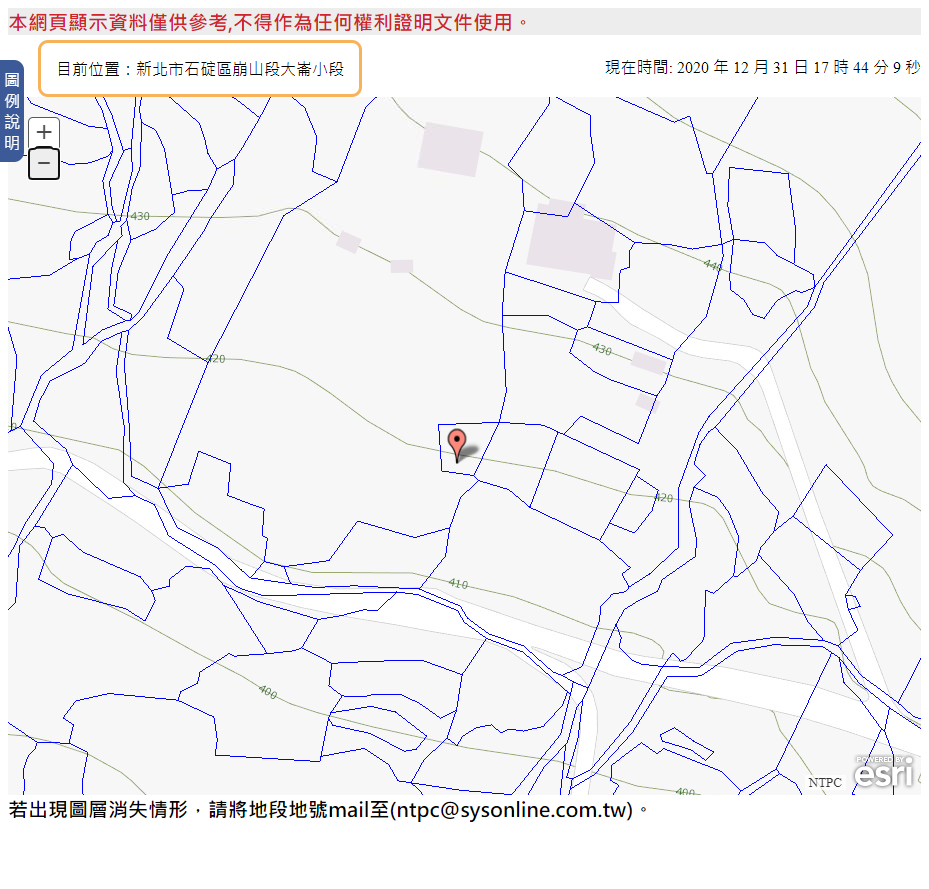 本網頁顯示資料僅供參考,不得作為任何權利證明文件使用。
目前位置：新北市石碇區崩山段大崙小段
現在時間: 2020 年 12 月 31 日 17 時 44 分 9 秒
圖例說明
+
−
430
440
430
420
420
410
400
400
POWERED BY
esri
NTPC
若出現圖層消失情形，請將地段地號mail至(ntpc@sysonline.com.tw)。